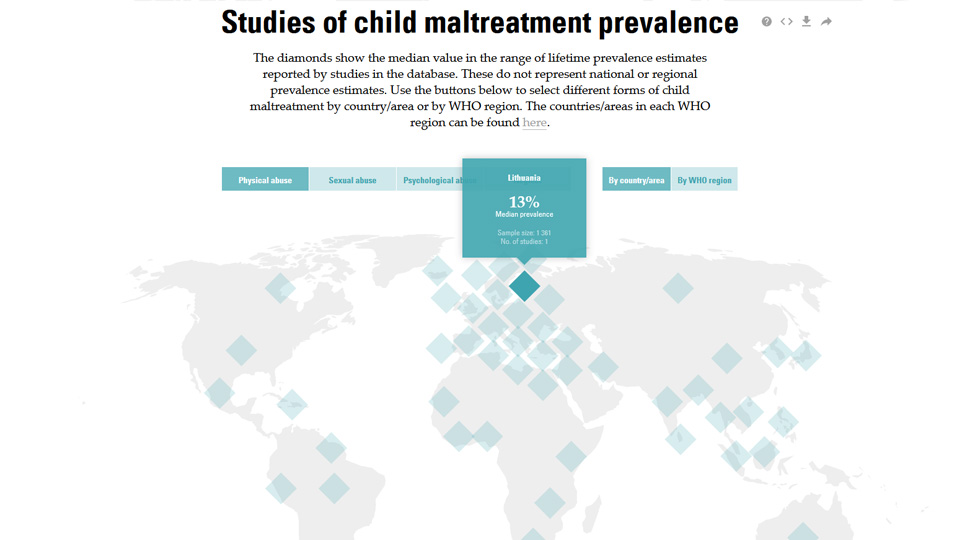 Studies of child maltreatment prevalence
The diamonds show the median value in the range of lifetime prevalence estimates
reported by studies in the database. These do not represent national or regional
prevalence estimates. Use the buttons below to select different forms of child
maltreatment by country/area or by WHO region. The countries/areas in each WHO
region can be found here.
Physical abuse
Sexual abuse
Psychological ab
By country/area
By WHO region
Lithuania
13%
Median prevalence
Sample size: 1 361
No. of studies: 1